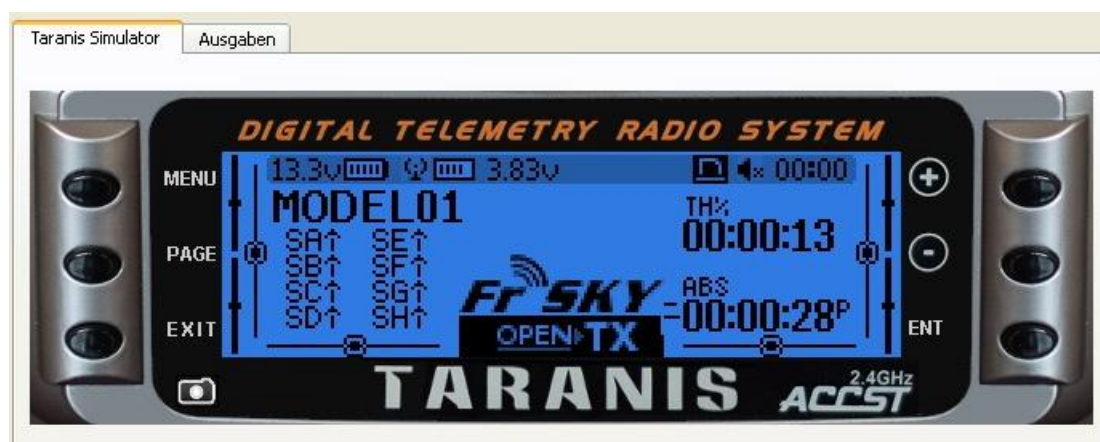 Taranis Simulator Ausgaben
DIGITAL TELEMETRY RADIO SYSTEM
MENU 13.3v 3.83v 00:00
MODEL01 TH%
SA↑ SE↑ 00:00:13
PAGE SB↑ SF↑
SC↑ SG↑ Fr SKY ABS
SD↑ SH↑ -00:00:28P
EXIT OPEN TX ENT
TARANIS 2.4GHz
ACCST